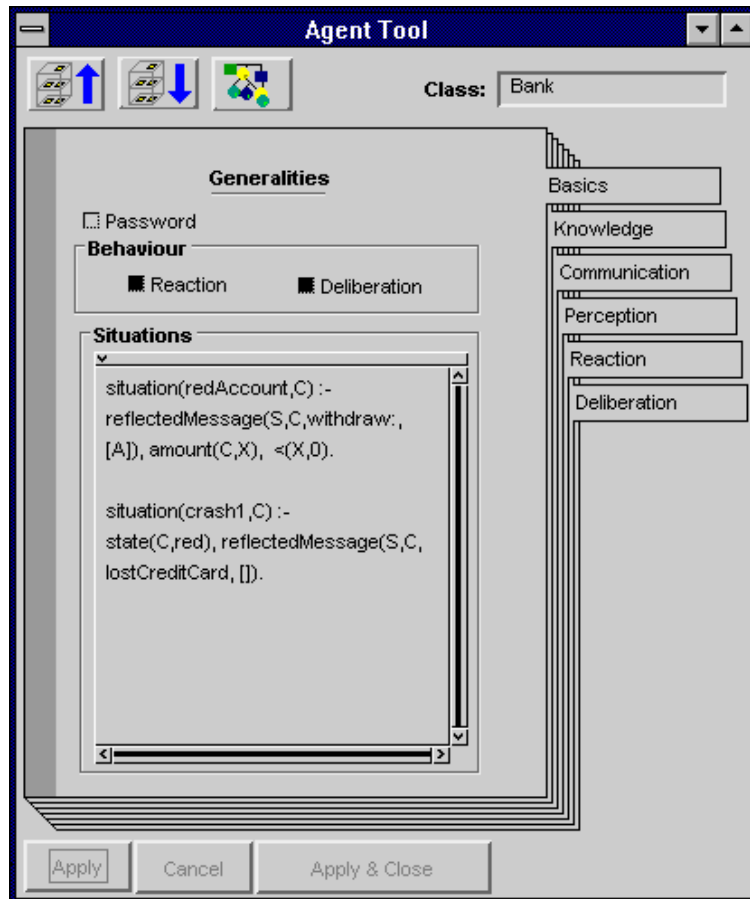 Agent Tool
Class: Bank
Generalities
Basics
Password
Knowledge
Behaviour
Communication
Reaction Deliberation
Perception
Situations
Reaction
Deliberation
situation(redAccount,C) :-
reflectedMessage(S,C,withdraw:,
[A]), amount(C,X), <(X,0).
situation(crash1,C) :-
state(C,red), reflectedMessage(S,C,
lostCreditCard, []).
Apply Cancel Apply & Close